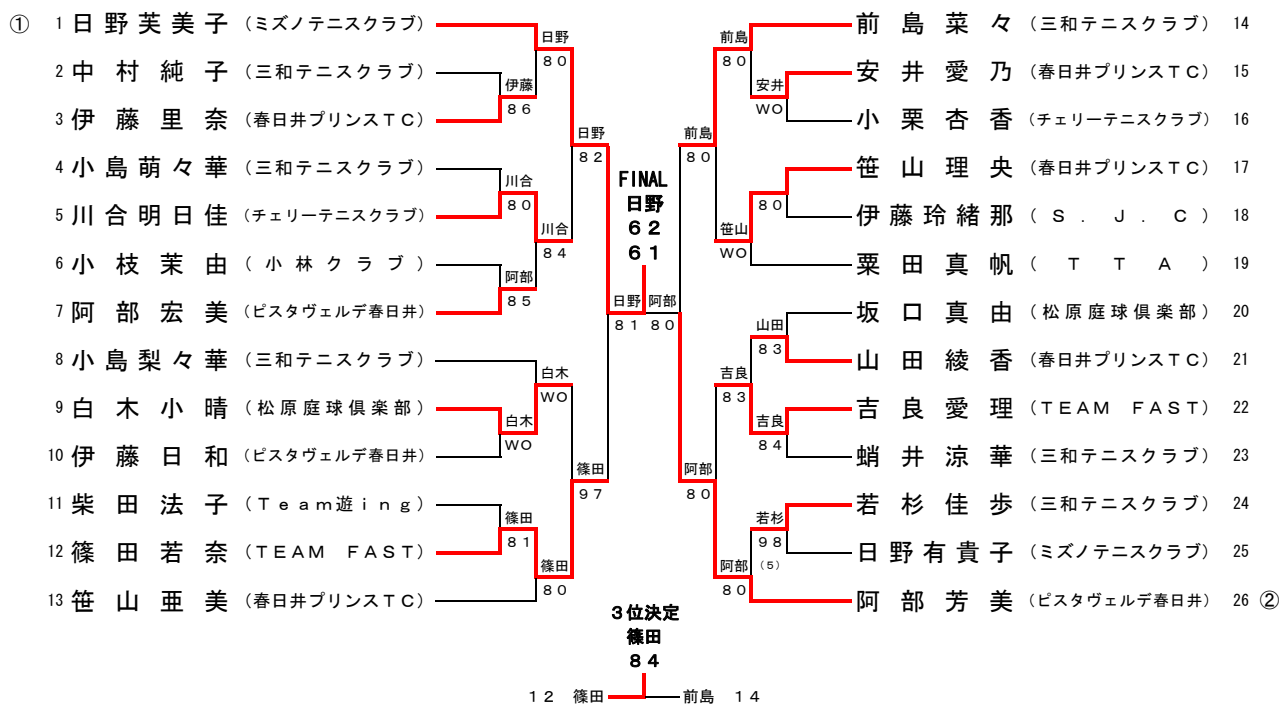 ① 1 日野芙美子 (ミズノテニスクラブ)
2 中村純子 (三和テニスクラブ)
3 伊藤里奈 (春日井プリンスＴＣ)
4 小島萌々華 (三和テニスクラブ)
5 川合明日佳 (チェリーテニスクラブ)
6 小枝茉由 (小林クラブ)
7 阿部宏美 (ピスタヴェルデ春日井)
8 小島梨々華 (三和テニスクラブ)
9 白木小晴 (松原庭球倶楽部)
10 伊藤日和 (ピスタヴェルデ春日井)
11 柴田法子 (Ｔｅａｍ遊ｉｎｇ)
12 篠田若奈 (ＴＥＡＭ　ＦＡＳＴ)
13 笹山亜美 (春日井プリンスＴＣ)
日野
８０
伊藤
８６
日野
８２
川合
８０
川合
８４
阿部
８５
白木
ＷＯ
白木
ＷＯ
篠田
９７
篠田
８１
篠田
８０
日野
８１
FINAL
日野
６２
６１
阿部
８０
前島
８０
安井
ＷＯ
前島
８０
８０
笹山
ＷＯ
山田
８３
吉良
８３
吉良
８４
阿部
８０
若杉
９８
(５)
阿部
８０
前島菜々 (三和テニスクラブ) 14
安井愛乃 (春日井プリンスＴＣ) 15
小栗杏香 (チェリーテニスクラブ) 16
笹山理央 (春日井プリンスＴＣ) 17
伊藤玲緒那 (Ｓ．Ｊ．Ｃ) 18
粟田真帆 (ＴＴＡ) 19
坂口真由 (松原庭球倶楽部) 20
山田綾香 (春日井プリンスＴＣ) 21
吉良愛理 (ＴＥＡＭ　ＦＡＳＴ) 22
蛸井涼華 (三和テニスクラブ) 23
若杉佳歩 (三和テニスクラブ) 24
日野有貴子 (ミズノテニスクラブ) 25
阿部芳美 (ピスタヴェルデ春日井) 26 ②
３位決定
篠田
８４
１２　篠田　前島　１４